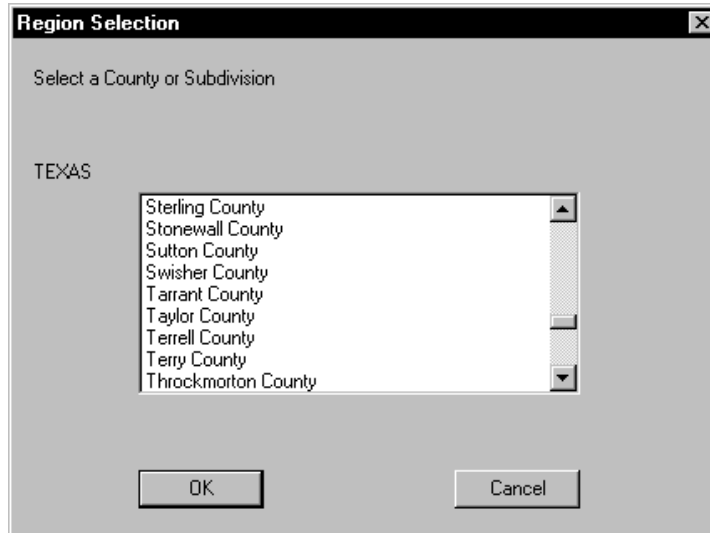 Region Selection
Select a County or Subdivision
TEXAS
Sterling County
Stonewall County
Sutton County
Swisher County
Tarrant County
Taylor County
Terrell County
Terry County
Throckmorton County
OK
Cancel